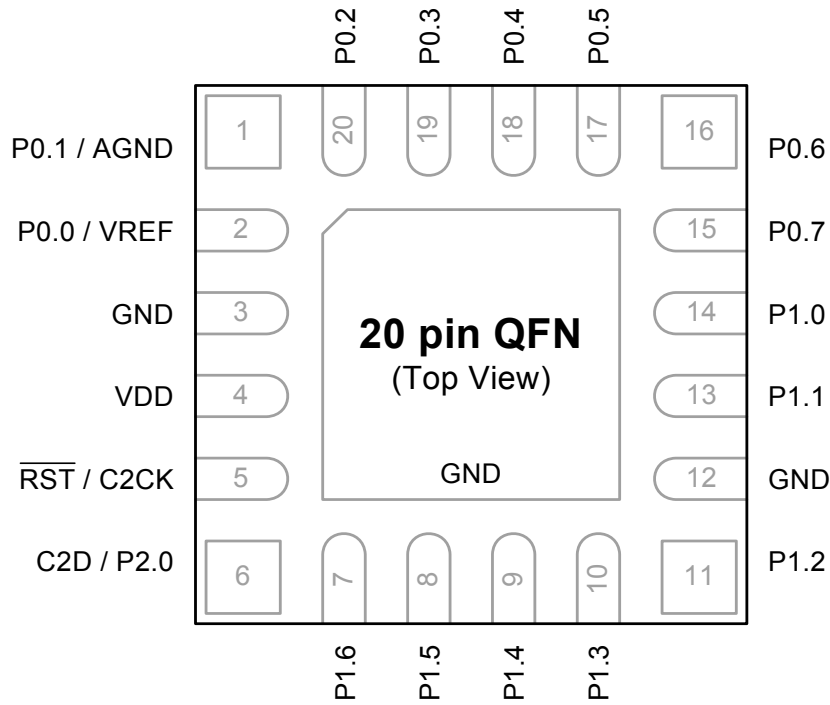 P0.2
P0.3
P0.4
P0.5
1
20
19
18
17
16
P0.1 / AGND
P0.6
P0.0 / VREF
2
15
P0.7
GND
3
14
P1.0
20 pin QFN
(Top View)
VDD
4
13
P1.1
RST / C2CK
5
GND
12
GND
C2D / P2.0
6
7
8
9
10
11
P1.2
P1.6
P1.5
P1.4
P1.3